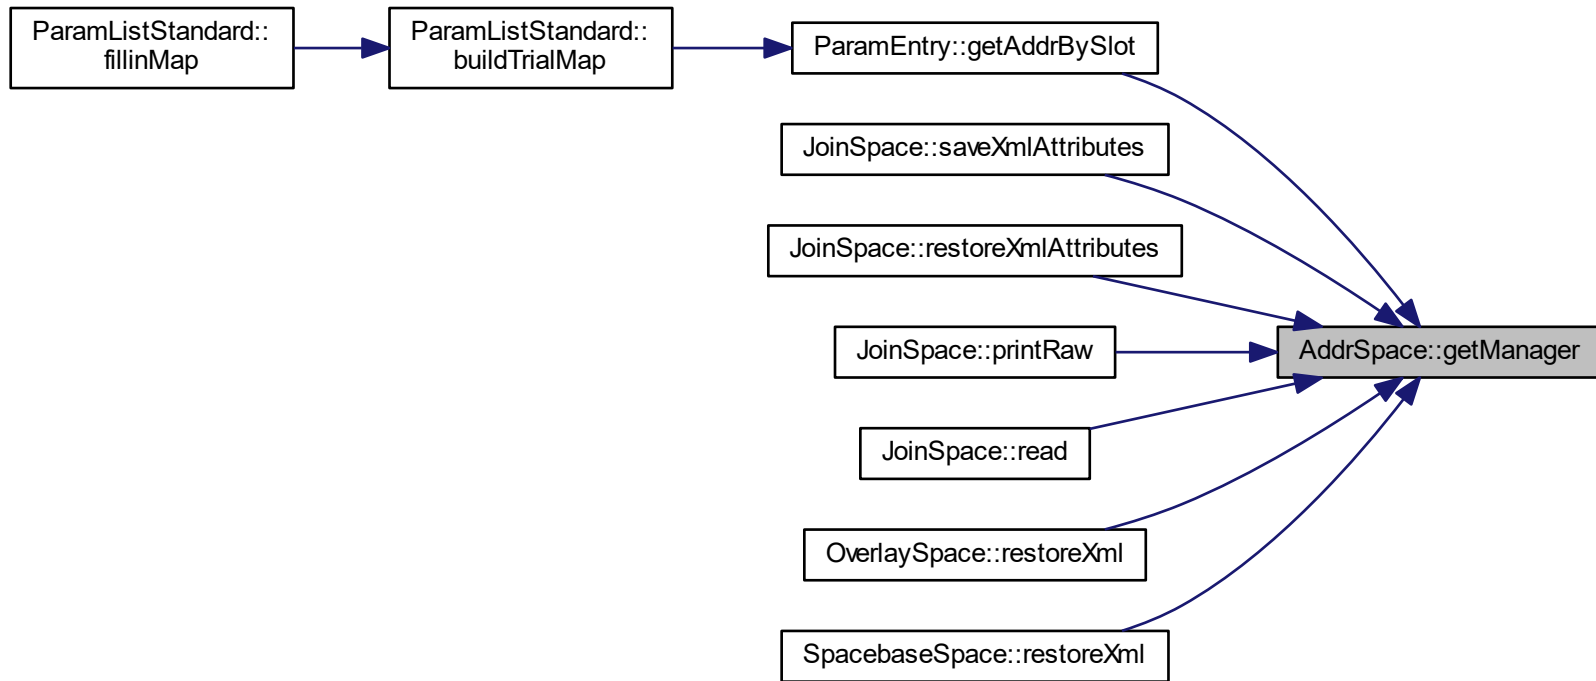 ParamListStandard::
fillinMap
ParamListStandard::
buildTrialMap
ParamEntry::getAddrBySlot
JoinSpace::saveXmlAttributes
JoinSpace::restoreXmlAttributes
JoinSpace::printRaw
AddrSpace::getManager
JoinSpace::read
OverlaySpace::restoreXml
SpacebaseSpace::restoreXml